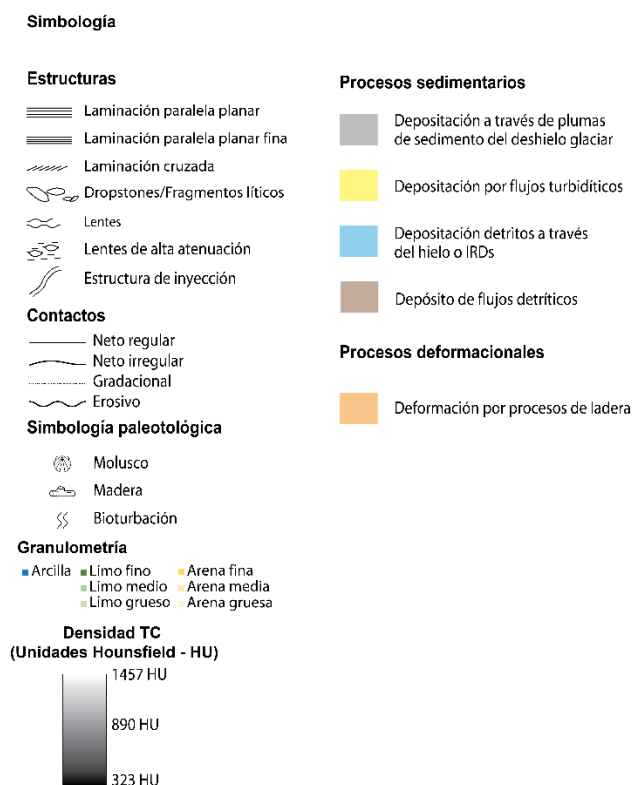 Simbología
Estructuras
Laminación paralela planar
Laminación paralela planar fina
Laminación cruzada
Dropstones/Fragmentos líticos
Lentes
Lentes de alta atenuación
Estructura de inyección
Contactos
Neto regular
Neto irregular
Gradacional
Erosivo
Simbología paleotológica
Molusco
Madera
Bioturbación
Granulometría
Arcilla Limo fino Arena fina
Limo medio Arena media
Limo grueso Arena gruesa
Densidad TC
(Unidades Hounsfield - HU)
1457 HU
890 HU
323 HU
Procesos sedimentarios
Depositación a través de plumas
de sedimento del deshielo glaciar
Depositación por flujos turbidíticos
Depositación detritos a través
del hielo o IRDs
Depósito de flujos detríticos
Procesos deformacionales
Deformación por procesos de ladera